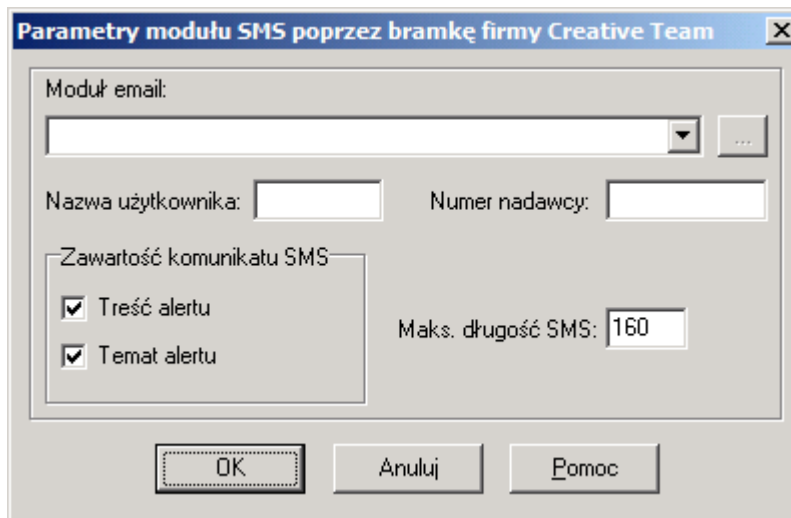 Parametry modułu SMS poprzez bramkę firmy Creative Team
Moduł email:
...
Nazwa użytkownika:
Numer nadawcy:
Zawartość komunikatu SMS
Treść alertu
Maks. długość SMS: 160
Temat alertu
OK
Anuluj
Pomoc